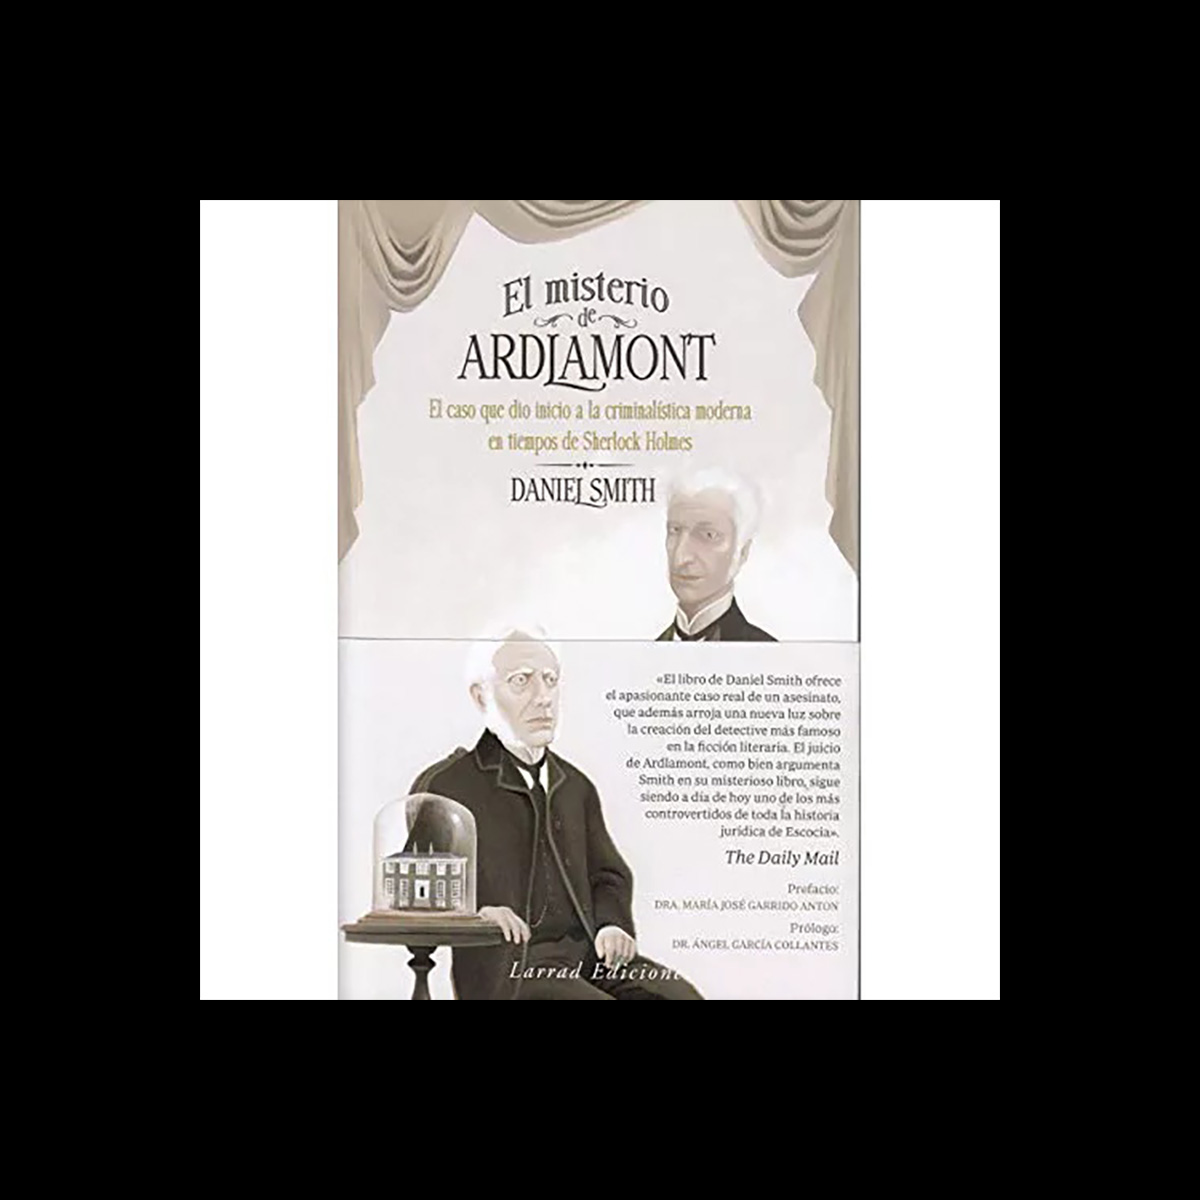 El misterio
de
ARDLAMONT
El caso que dio inicio a la criminalística moderna
en tiempos de Sherlock Holmes
DANIEL SMITH
«El libro de Daniel Smith ofrece
el apasionante caso real de un asesinato,
que además arroja una nueva luz sobre
la creación del detective más famoso
en la ficción literaria. El juicio
de Ardlamont, como bien argumenta
Smith en su misterioso libro, sigue
siendo a día de hoy uno de los más
controvertidos de toda la historia
jurídica de Escocia».
The Daily Mail
Prefacio:
DRA. MARÍA JOSÉ GARRIDO ANTON
Prólogo:
DR. ÁNGEL GARCÍA COLLANTES
Larrad Edicione